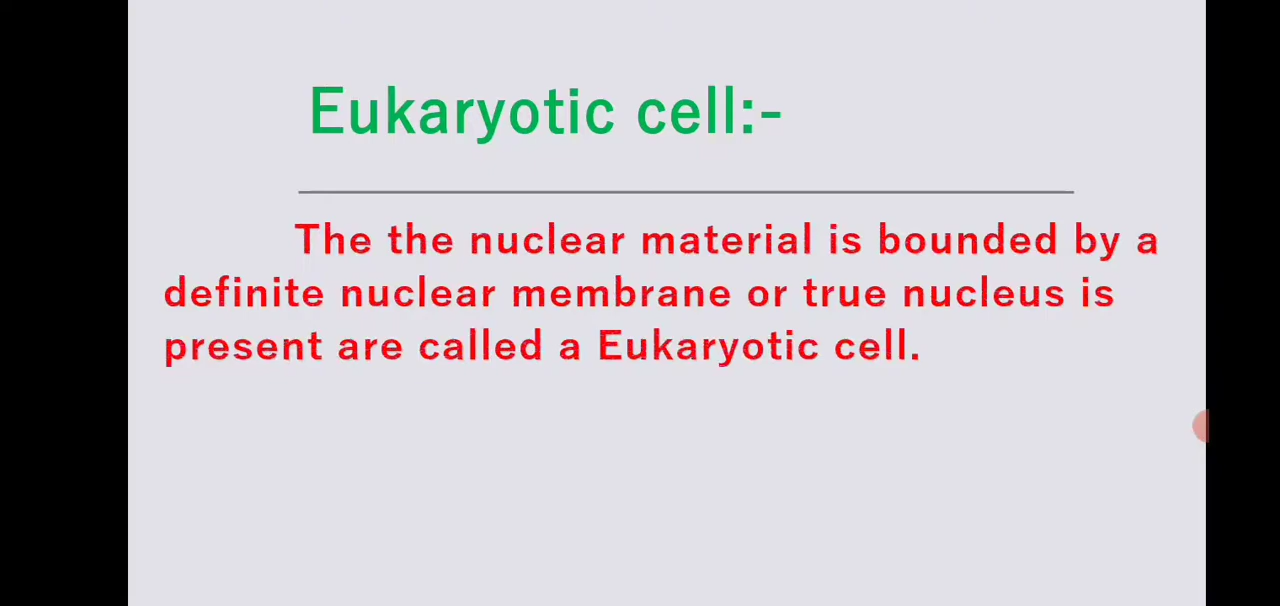 Eukaryotic cell:-
The the nuclear material is bounded by a
definite nuclear membrane or true nucleus is
present are called a Eukaryotic cell.